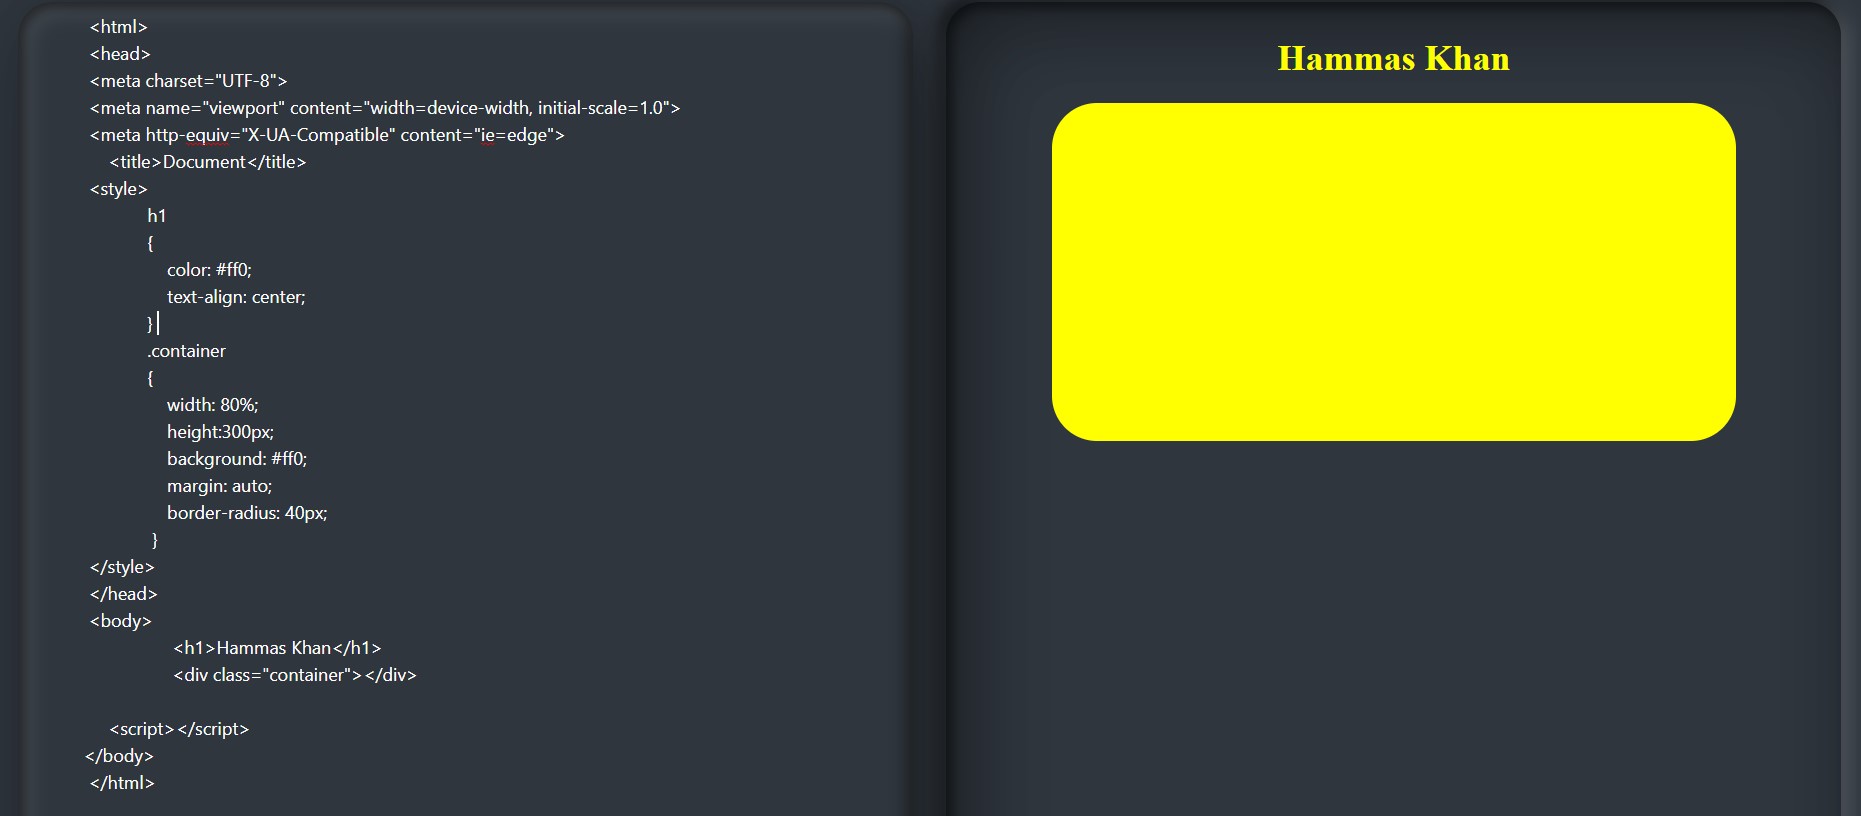 <html>
<head>
<meta charset="UTF-8">
<meta name="viewport" content="width=device-width, initial-scale=1.0">
<meta http-equiv="X-UA-Compatible" content="ie=edge">
<title>Document</title>
<style>
h1
{
color: #ff0;
text-align: center;
}
.container
{
width: 80%;
height:300px;
background: #ff0;
margin: auto;
border-radius: 40px;
}
</style>
</head>
<body>
<h1>Hammas Khan</h1>
<div class="container"></div>
<script></script>
</body>
</html>
Hammas Khan